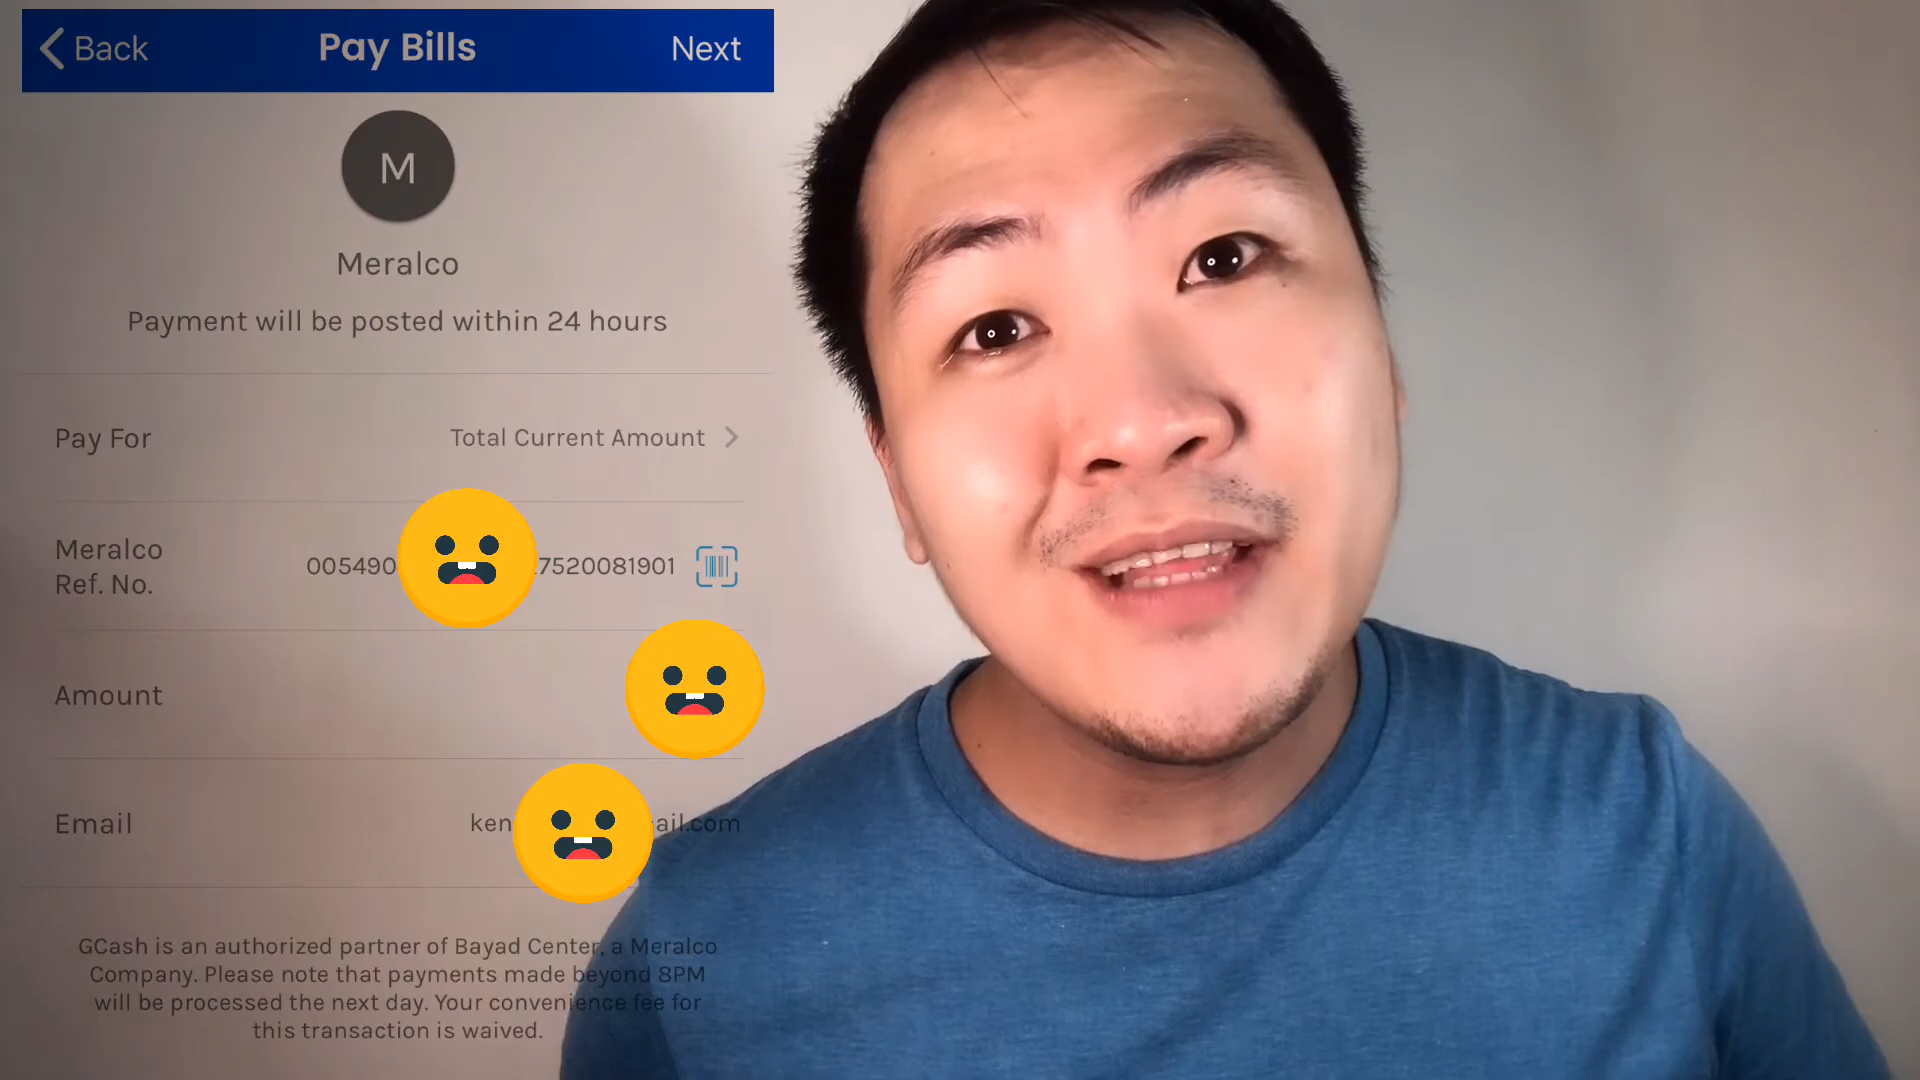 Back
Pay Bills
Next
M
Meralco
Payment will be posted within 24 hours
Pay For
Total Current Amount
Meralco
Ref. No.
005490
7520081901
Amount
Email
ken
ail.com
GCash is an authorized partner of Bayad Center, a Meralco
Company. Please note that payments made beyond 8PM
will be processed the next day. Your convenience fee for
this transaction is waived.